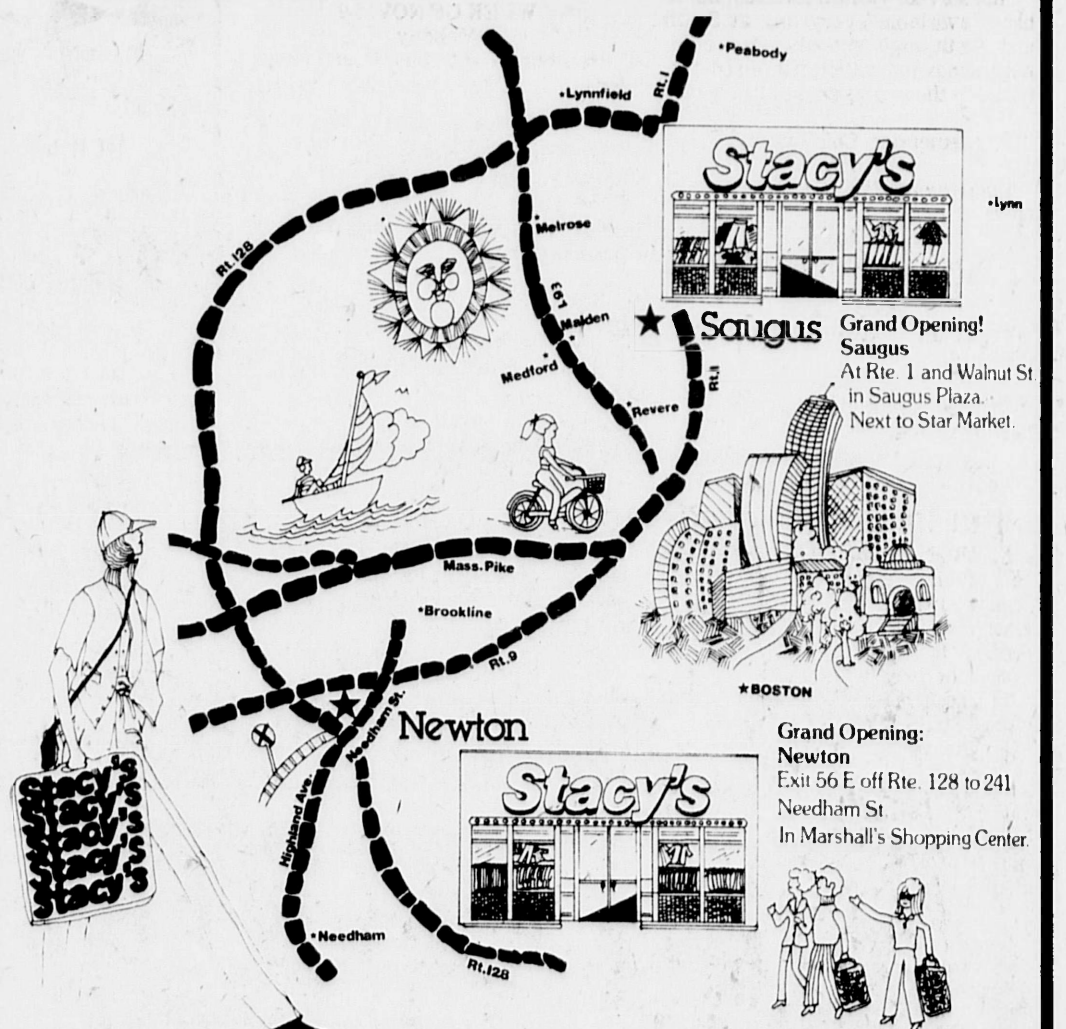 Peabody
Rt.1
Lynnfield
Stacy's
Lynn
Melrose
Rt.128
I 93
Malden
Saugus
Grand Opening!
Saugus
At Rte. 1 and Walnut St.
in Saugus Plaza.
Next to Star Market.
Medford
Rt.1
Revere
Mass. Pike
Brookline
Rt.9
BOSTON
Newton
Needham St.
Grand Opening:
Newton
Exit 56 E off Rte. 128 to 241
Needham St.
In Marshall's Shopping Center.
Stacy's
Stacy's
Stacy's
Stacy's
Stacy's
Stacy's
Highland Ave.
Needham
Rt.128